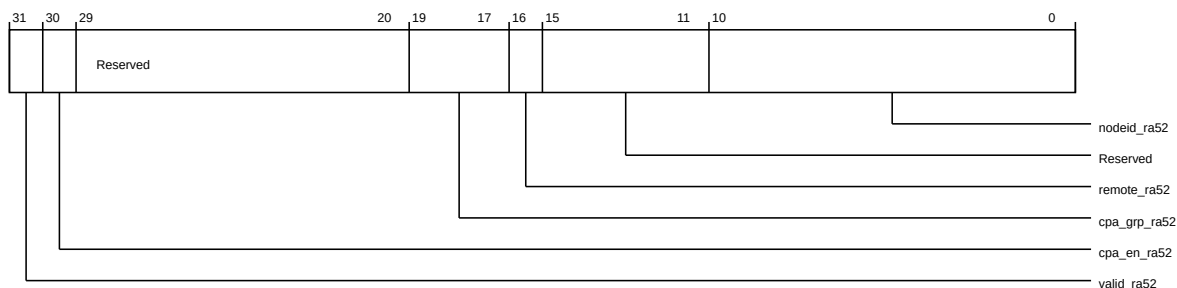 31 30 29 20 19 17 16 15 11 10 0
Reserved
nodeid_ra52
Reserved
remote_ra52
cpa_grp_ra52
cpa_en_ra52
valid_ra52